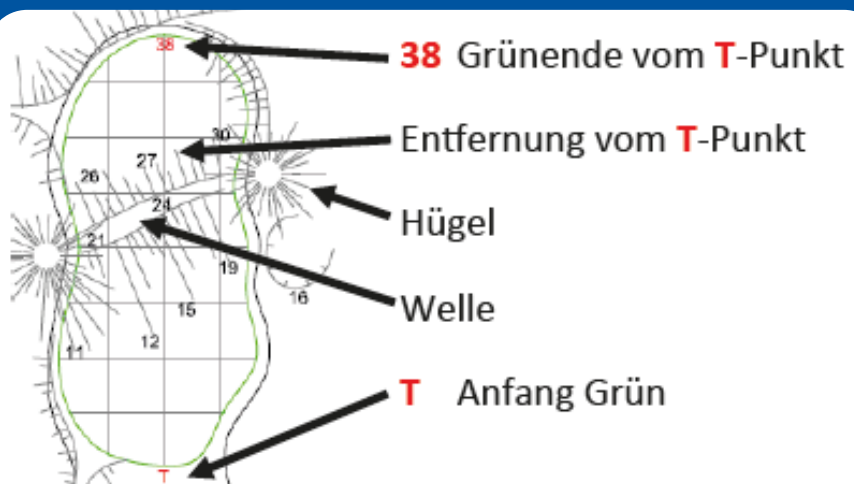 38
38 Grünende vom T-Punkt
30
27
Entfernung vom T-Punkt
26
24
Hügel
21
19
16
15
Welle
12
11
T Anfang Grün
T